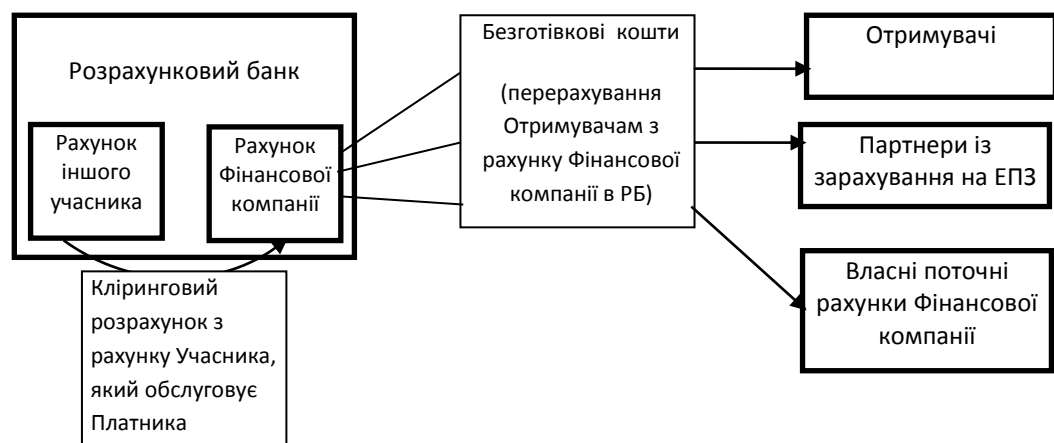 Розрахунковий банк
Рахунок
іншого
учасника
Рахунок
Фінансової
компанії
Кліринговий
розрахунок з
рахунку Учасника,
який обслуговує
Платника
Безготівкові кошти
(перерахування
Отримувачам з
рахунку Фінансової
компанії в РБ)
Отримувачі
Партнери із
зарахування на ЕПЗ
Власні поточні
рахунки Фінансової
компанії